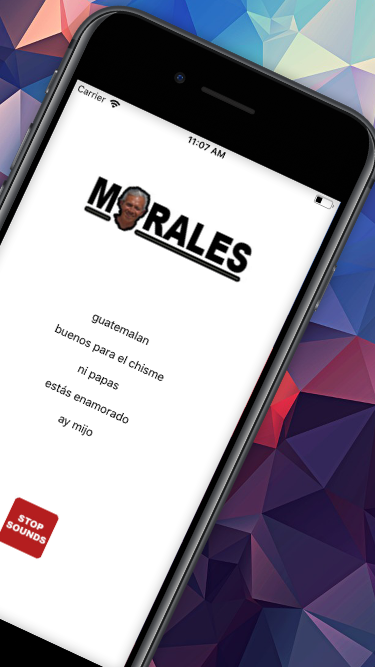 Carrier
11:07 AM
MORALES
guatemalan
buenos para el chisme
ni papas
estás enamorado
ay mijo
STOP
SOUNDS